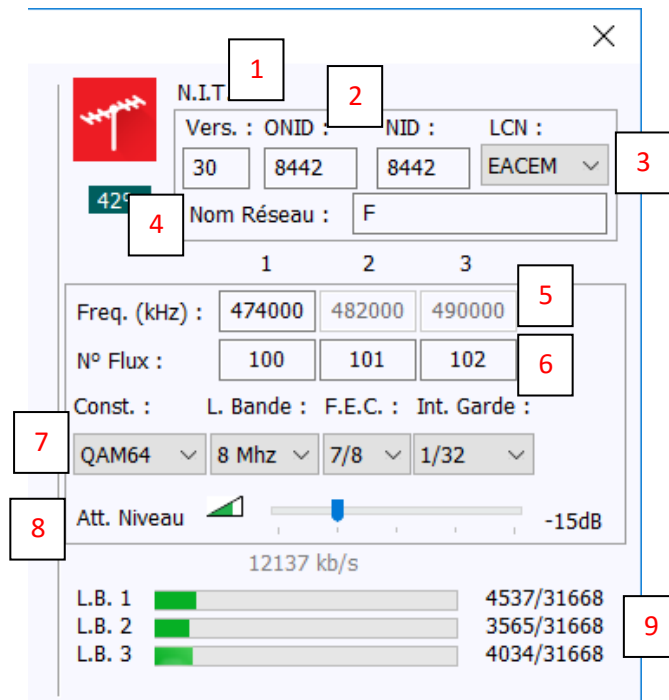 1
N.I.T.
2
Vers. : ONID : NID : LCN :
30 8442 8442 EACEM 3
4
Nom Réseau : F
1 2 3
Freq. (kHz) : 474000 482000 490000 5
N° Flux : 100 101 102 6
Const. : L. Bande : F.E.C. : Int. Garde :
7 QAM64 8 Mhz 7/8 1/32
8 Att. Niveau -15dB
12137 kb/s
L.B. 1 4537/31668
L.B. 2 3565/31668 9
L.B. 3 4034/31668